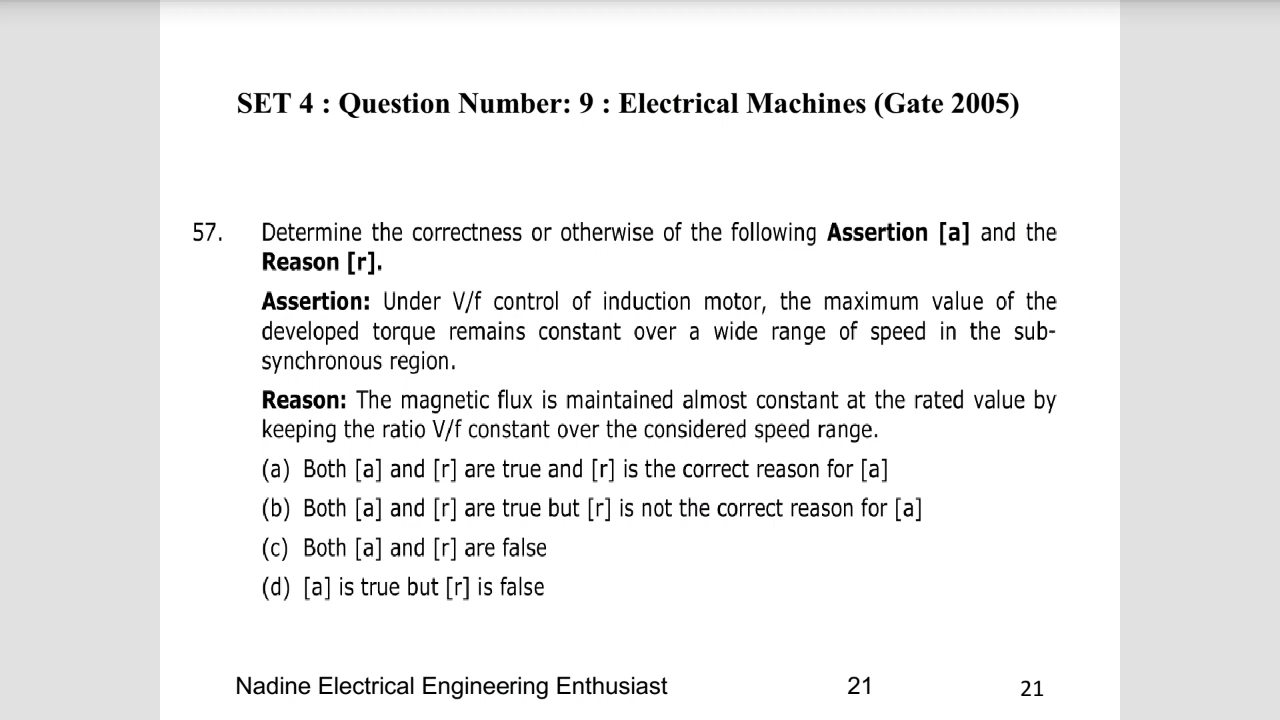 SET 4 : Question Number: 9 : Electrical Machines (Gate 2005)
57. Determine the correctness or otherwise of the following Assertion [a] and the
Reason [r].
Assertion: Under V/f control of induction motor, the maximum value of the
developed torque remains constant over a wide range of speed in the sub-
synchronous region.
Reason: The magnetic flux is maintained almost constant at the rated value by
keeping the ratio V/f constant over the considered speed range.
(a) Both [a] and [r] are true and [r] is the correct reason for [a]
(b) Both [a] and [r] are true but [r] is not the correct reason for [a]
(c) Both [a] and [r] are false
(d) [a] is true but [r] is false
Nadine Electrical Engineering Enthusiast 21 21